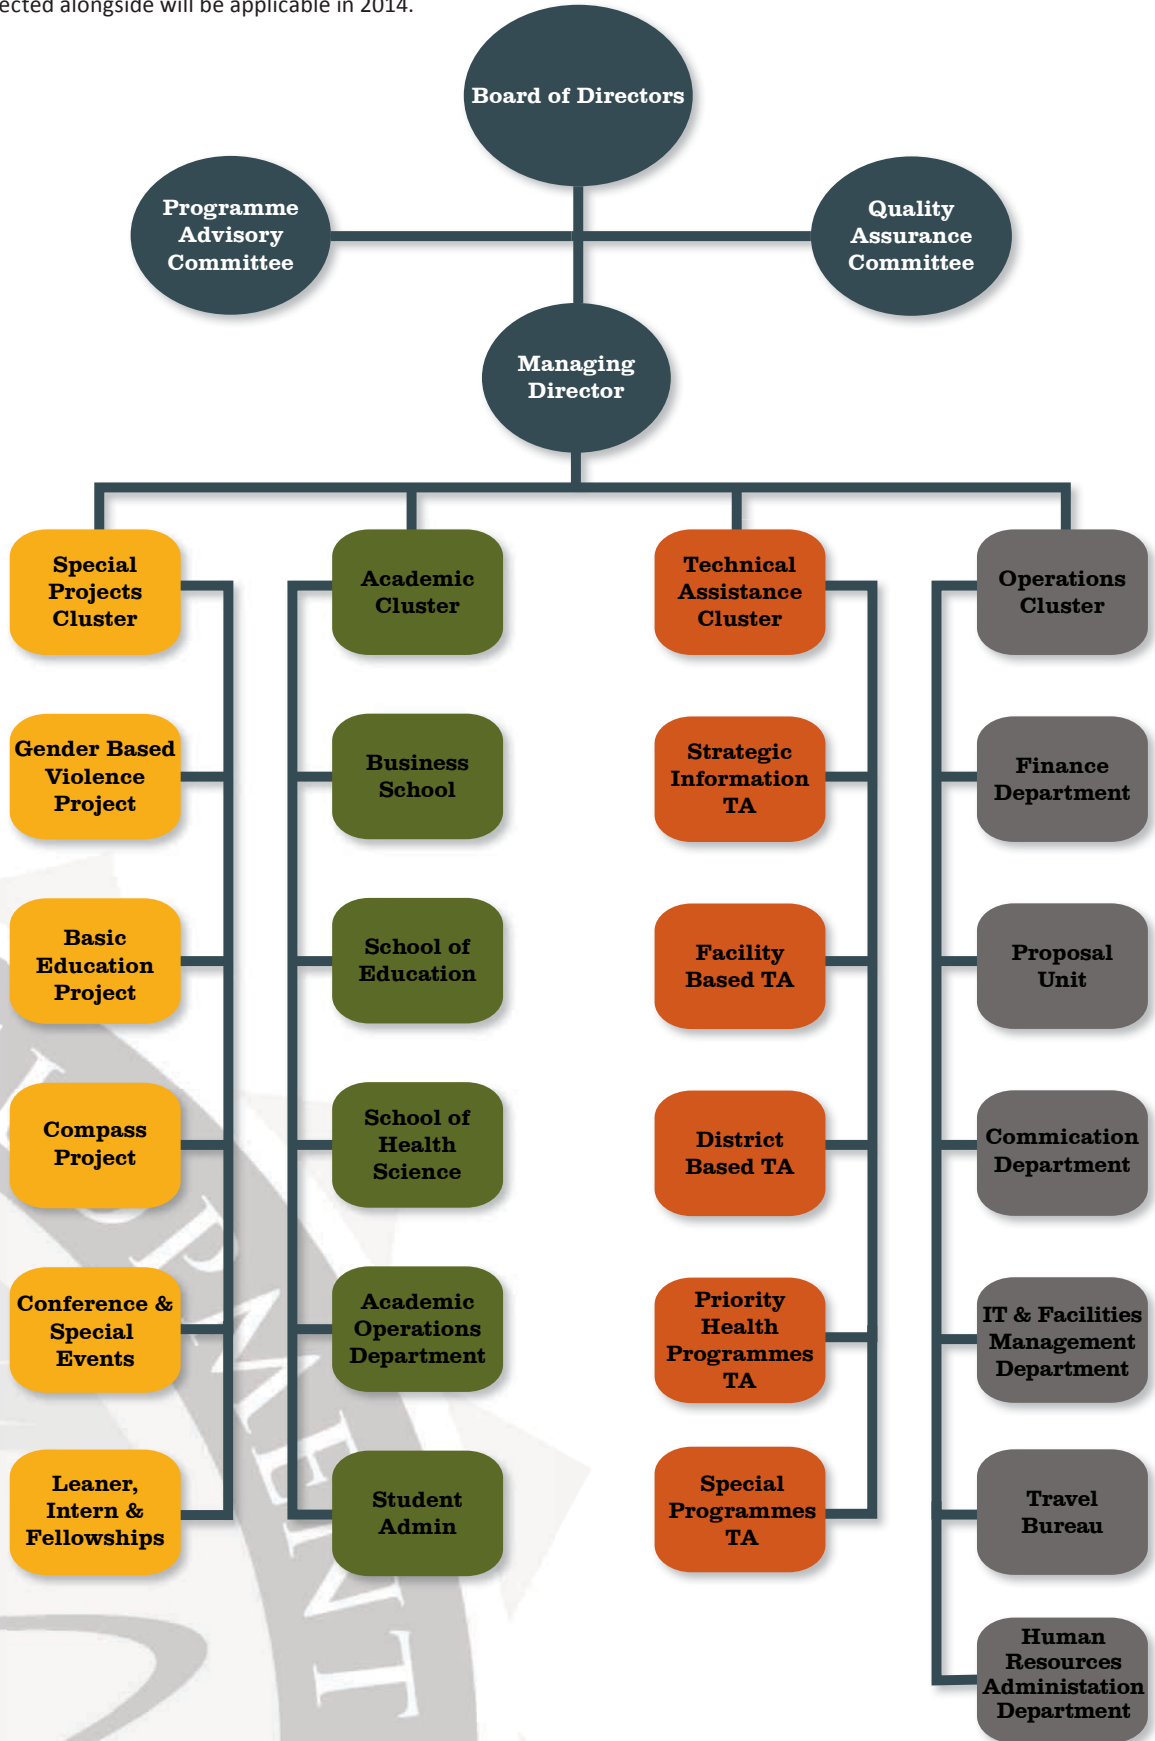 ected alongside will be applicable in 2014.
Board of Directors
Programme
Advisory
Committee
Quality
Assurance
Committee
Managing
Director
Special
Projects
Cluster
Gender Based
Violence
Project
Basic
Education
Project
Compass
Project
Conference &
Special
Events
Leaner,
Intern &
Fellowships
Academic
Cluster
Business
School
School of
Education
School of
Health
Science
Academic
Operations
Department
Student
Admin
Technical
Assistance
Cluster
Strategic
Information
TA
Facility
Based TA
District
Based TA
Priority
Health
Programmes
TA
Special
Programmes
TA
Operations
Cluster
Finance
Department
Proposal
Unit
Commication
Department
IT & Facilities
Management
Department
Travel
Bureau
Human
Resources
Administation
Department